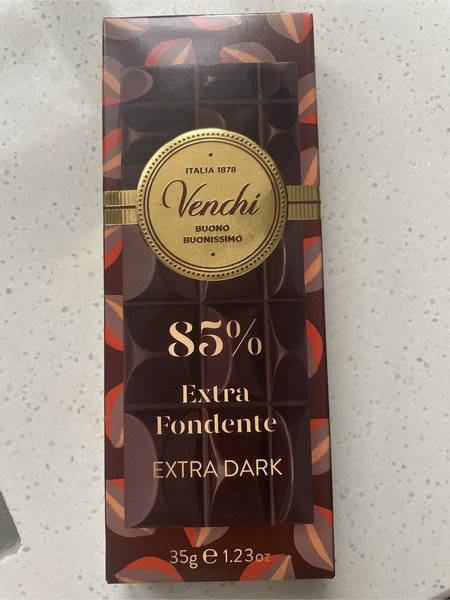 ITALIA 1878
Venchi
BUONO
BUONISSIMO
85%
Extra
Fondente
EXTRA DARK
35g ℮ 1.23oz